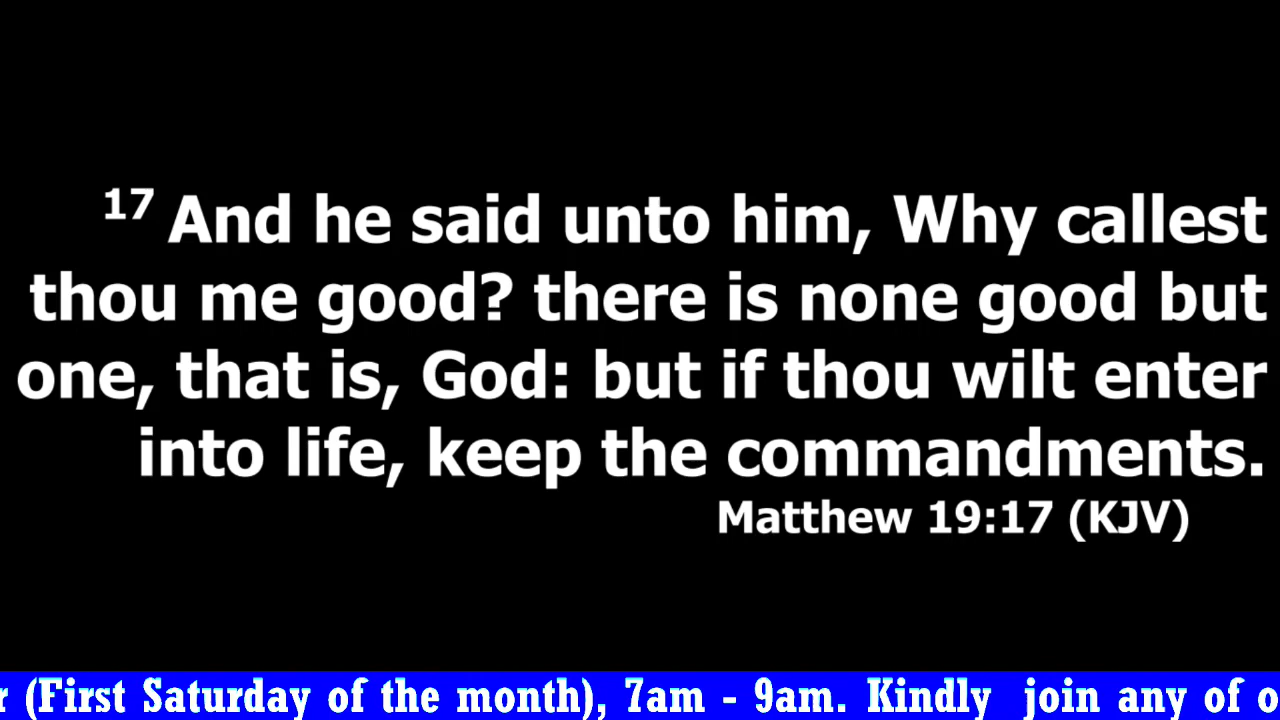 17 And he said unto him, Why callest
thou me good? there is none good but
one, that is, God: but if thou wilt enter
into life, keep the commandments.
Matthew 19:17 (KJV)
(First Saturday of the month), 7am - 9am. Kindly join any of